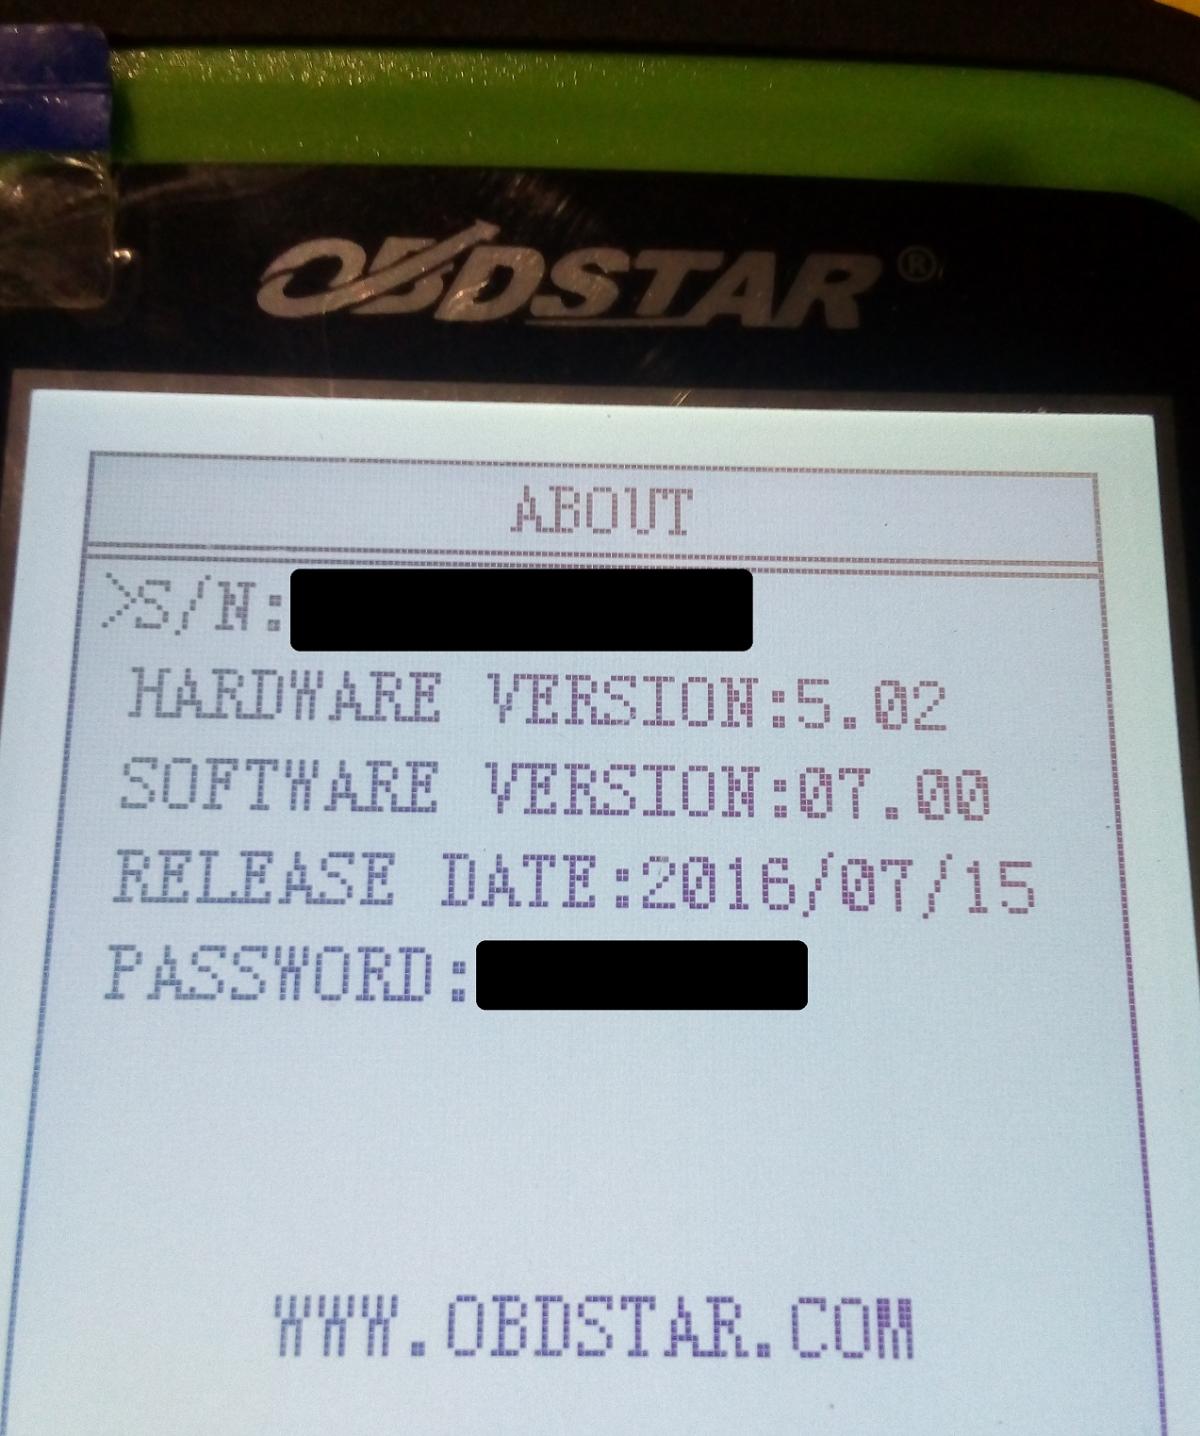 OBDSTAR®
ABOUT
>S/N:
HARDWARE VERSION:5.02
SOFTWARE VERSION:07.00
RELEASE DATE:2016/07/15
PASSWORD:
WWW.OBDSTAR.COM